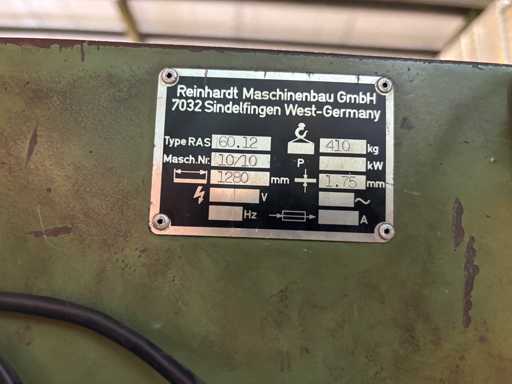 Reinhardt Maschinenbau GmbH
7032 Sindelfingen West-Germany
Type RAS 60.12 410 kg
Masch.Nr. 10/10 P kW
1280 mm 1.75 mm
V ~
Hz A